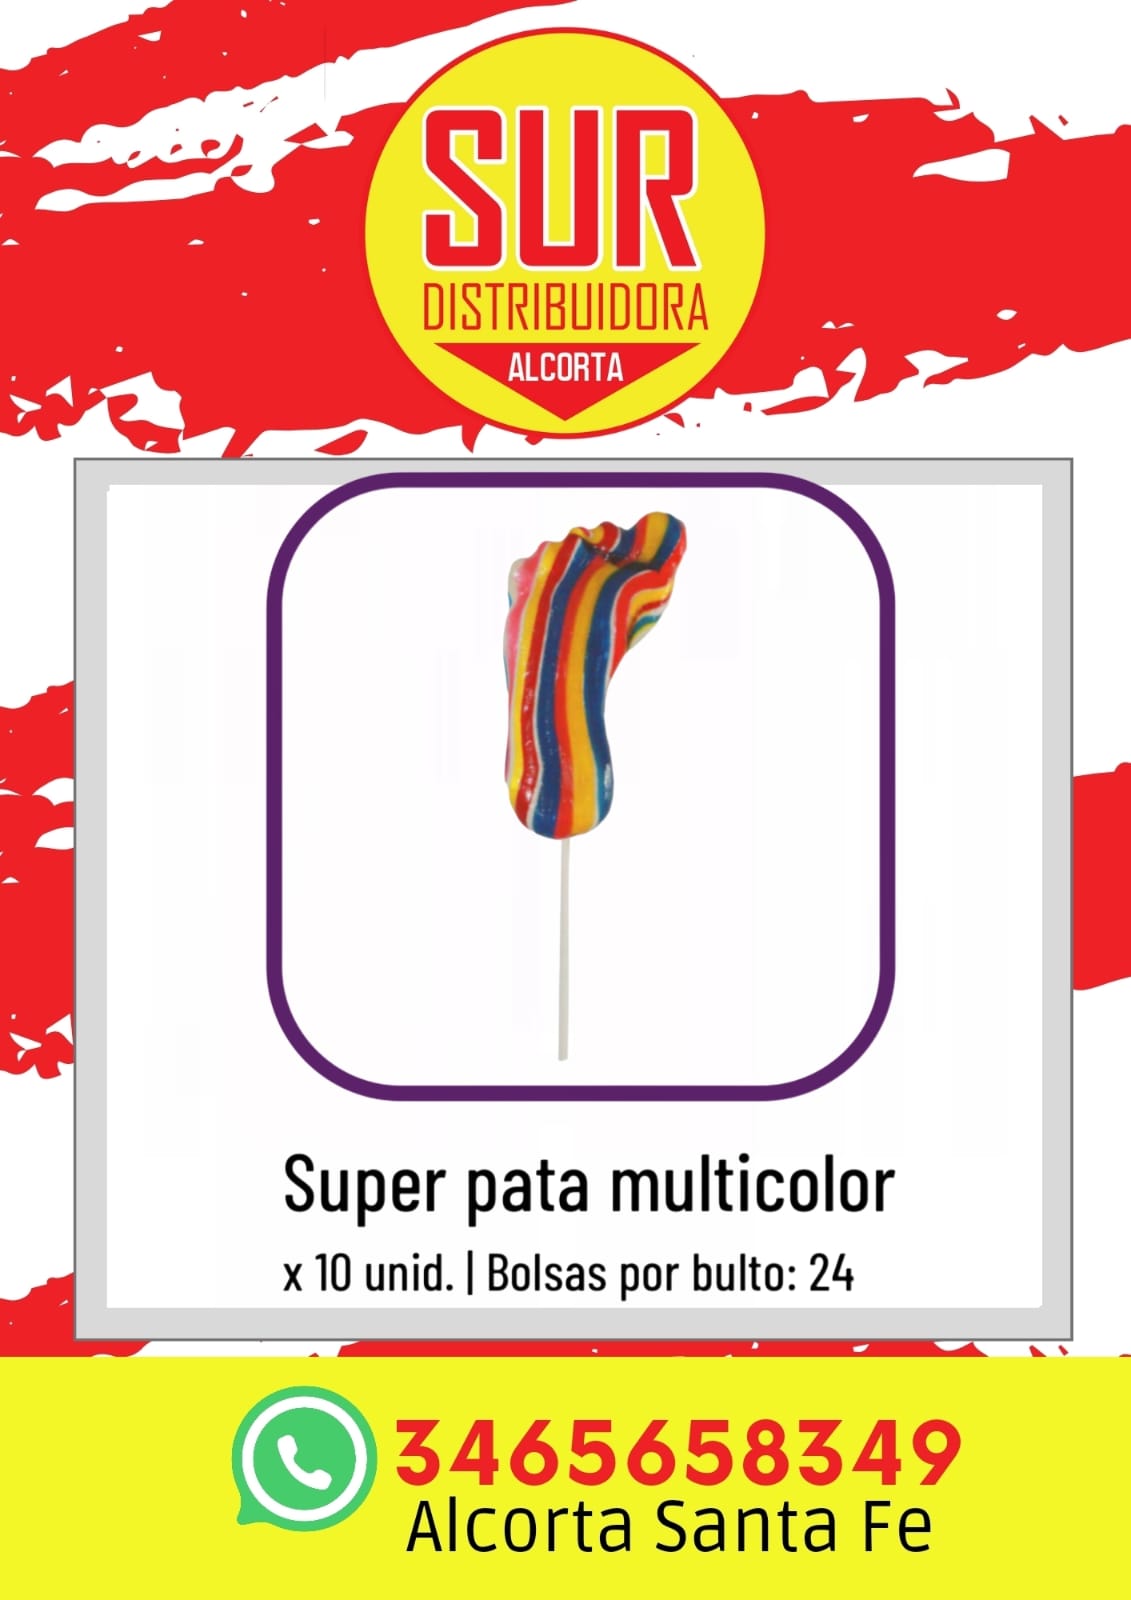 SUR
DISTRIBUIDORA
ALCORTA
Super pata multicolor
x 10 unid. | Bolsas por bulto: 24
3465658349
Alcorta Santa Fe